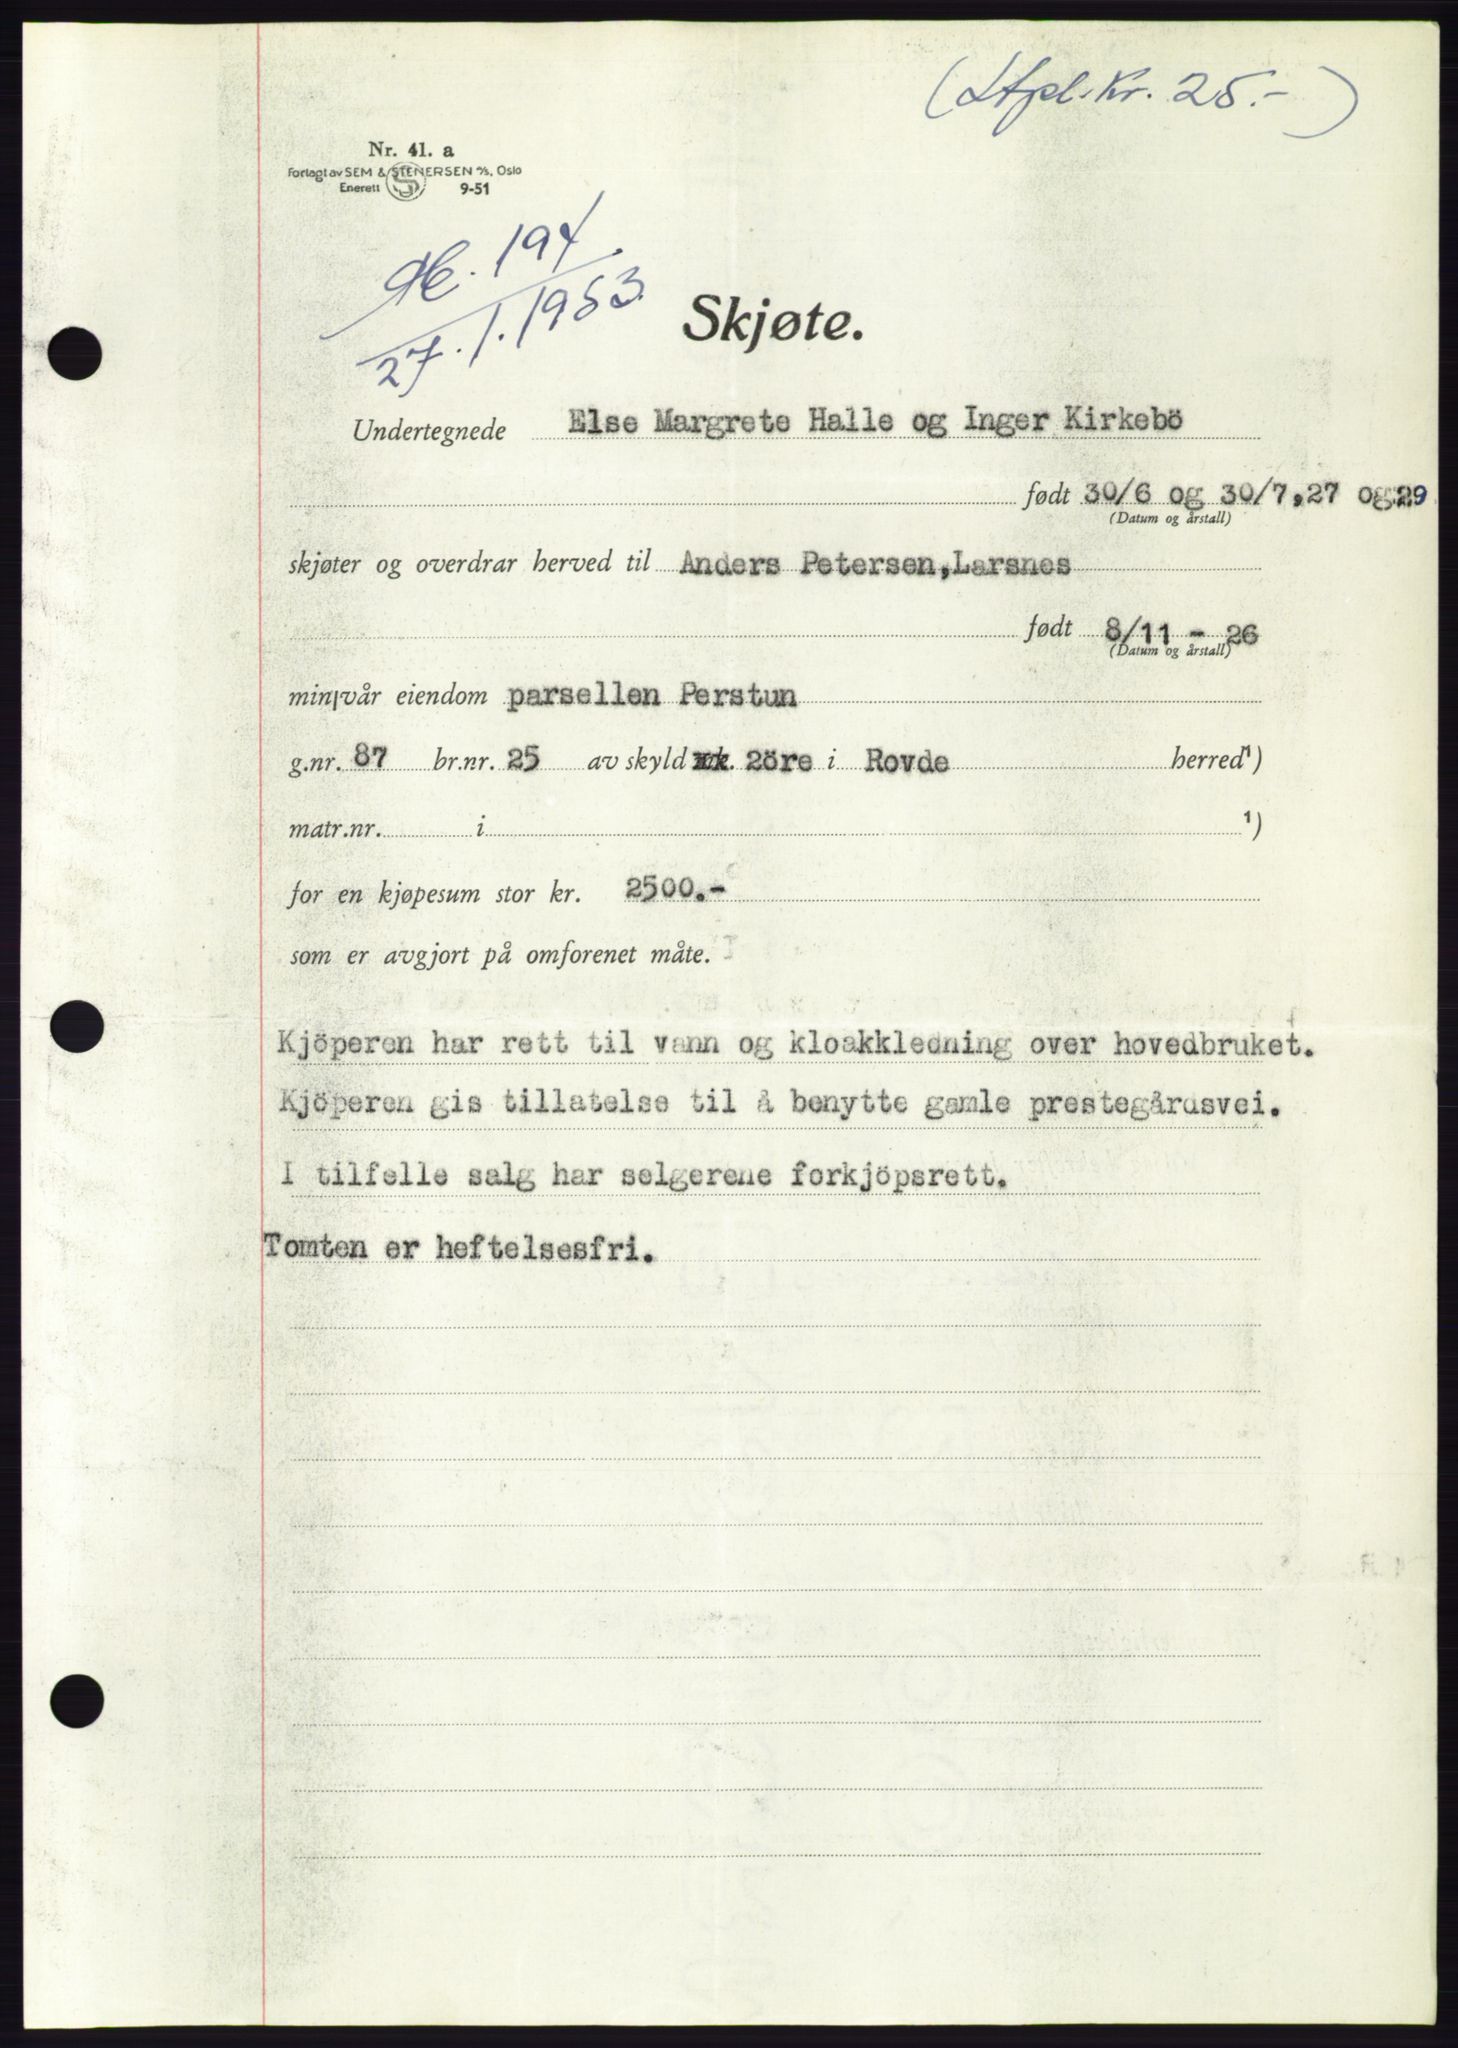 (Stpl. kr. 25.-)
Nr. 41. a
Forlagt av SEM & STENERSEN A/S, Oslo
Enerett 9-51
194
27.1.1953
Skjøte.
Undertegnede Else Margrete Halle og Inger Kirkebö
født 30/6 og 30/7,27 og 29
(Datum og årstall)
skjøter og overdrar herved til Anders Petersen,Larsnes
født 8/11 - 26
(Datum og årstall)
min/vår eiendom parsellen Perstun
g.nr. 87 br.nr. 25 av skyld mk. 2öre i Rovde herred¹)
matr.nr. i ¹)
for en kjøpesum stor kr. 2500.-
som er avgjort på omforenet måte.
Kjöperen har rett til vann og kloakkledning over hovedbruket.
Kjöperen gis tillatelse til å benytte gamle prestegårdsvei.
I tilfelle salg har selgerene forkjöpsrett.
Tomten er heftelsesfri.